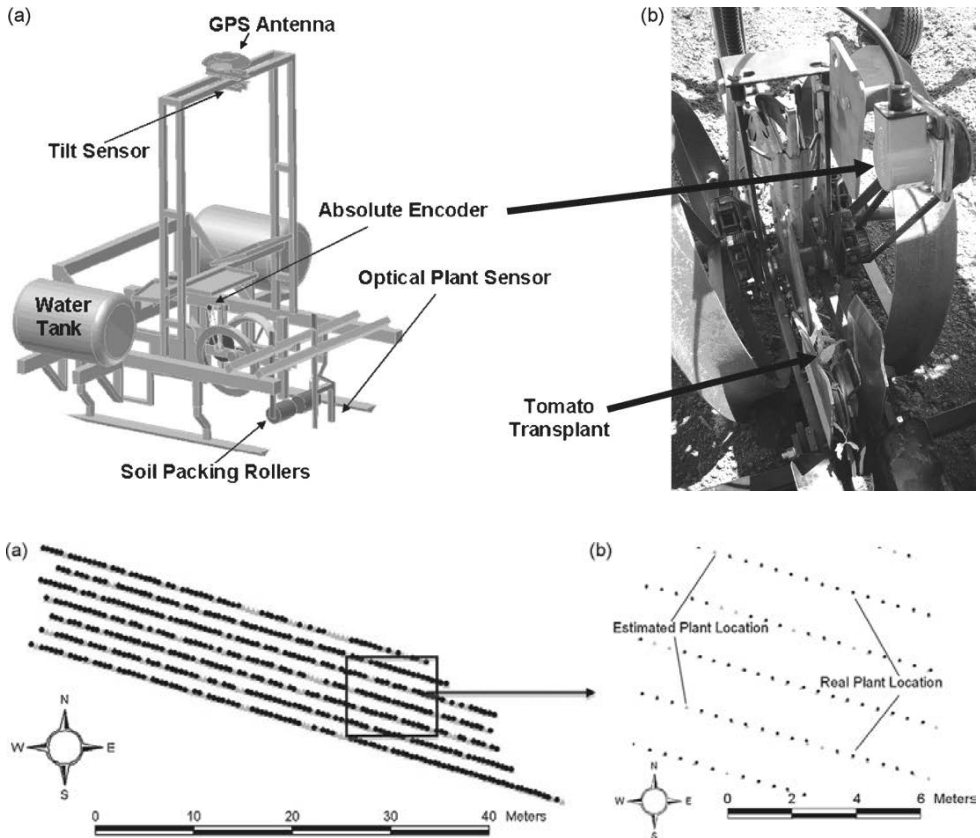 (a)
GPS Antenna
Tilt Sensor
Absolute Encoder
Optical Plant Sensor
Water
Tank
Soil Packing Rollers
(b)
Tomato
Transplant
(a)
N
W E
S
0 10 20 30 40 Meters
(b)
Estimated Plant Location
Real Plant Location
N
W E
S
0 2 4 6 Meters